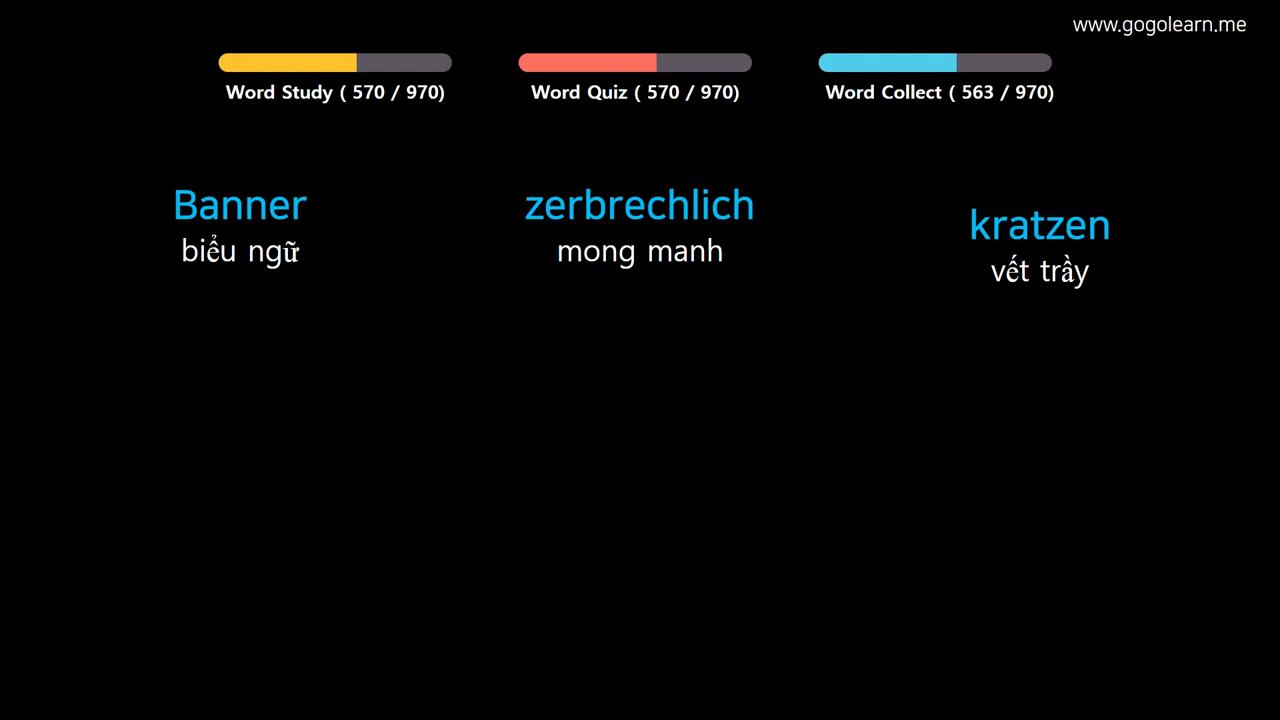 www.gogolearn.me
Word Study ( 570 / 970)
Word Quiz ( 570 / 970)
Word Collect ( 563 / 970)
Banner
biểu ngữ
zerbrechlich
mong manh
kratzen
vết trầy